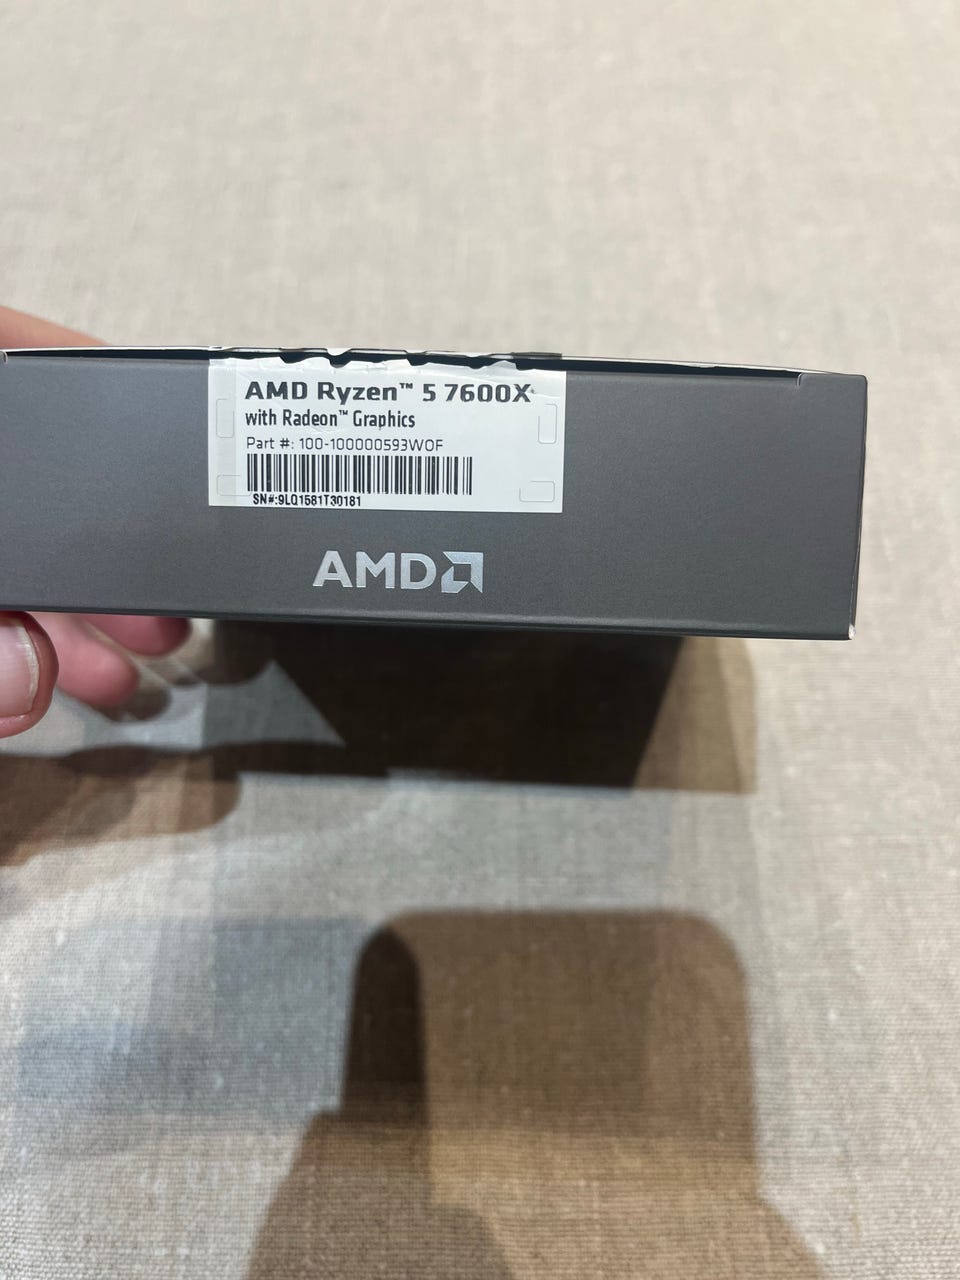 AMD Ryzen™ 5 7600X
with Radeon™ Graphics
Part #: 100-100000593WOF
SN#:9LQ1581T30181
AMD